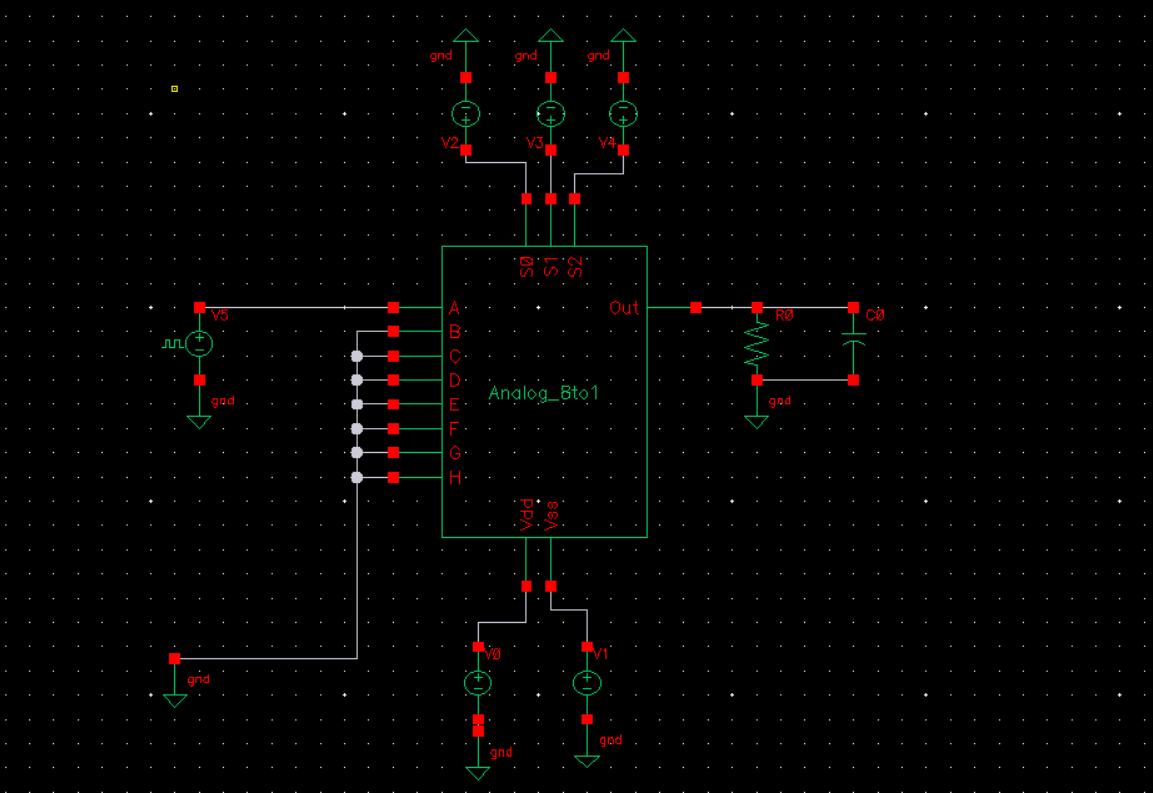 gnd gnd gnd
V2 V3 V4
S0 S1 S2
A Out
V5 R0 C0
B
C
D
Analog_8to1
E
gnd gnd
F
G
H
Vdd Vss
V0 V1
gnd
gnd
gnd